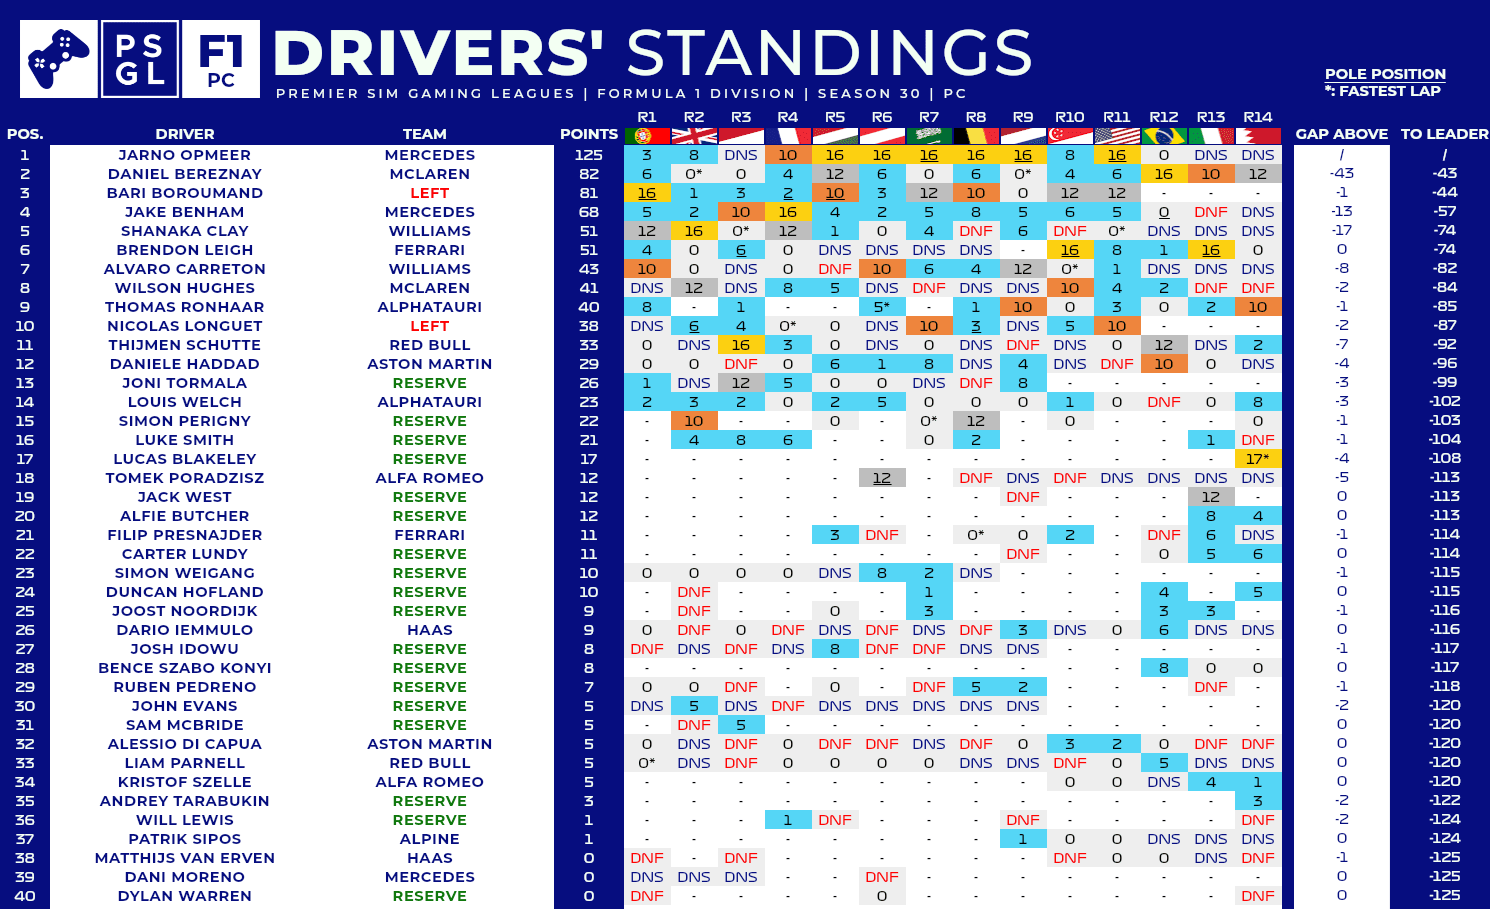 PS
GL
F1
PC
DRIVERS' STANDINGS
PREMIER SIM GAMING LEAGUES | FORMULA 1 DIVISION | SEASON 30 | PC
POLE POSITION
*: FASTEST LAP
R1 R2 R3 R4 R5 R6 R7 R8 R9 R10 R11 R12 R13 R14
POS. DRIVER TEAM POINTS GAP ABOVE TO LEADER
1 JARNO OPMEER MERCEDES 125 3 8 DNS 10 16 16 16 16 16 8 16 0 DNS DNS / /
2 DANIEL BEREZNAY MCLAREN 82 6 0* 0 4 12 6 0 6 0* 4 6 16 10 12 -43 -43
3 BARI BOROUMAND LEFT 81 16 1 3 2 10 3 12 10 0 12 12 - - - -1 -44
4 JAKE BENHAM MERCEDES 68 5 2 10 16 4 2 5 8 5 6 5 0 DNF DNS -13 -57
5 SHANAKA CLAY WILLIAMS 51 12 16 0* 12 1 0 4 DNF 6 DNF 0* DNS DNS DNS -17 -74
6 BRENDON LEIGH FERRARI 51 4 0 6 0 DNS DNS DNS DNS - 16 8 1 16 0 0 -74
7 ALVARO CARRETON WILLIAMS 43 10 0 DNS 0 DNF 10 6 4 12 0* 1 DNS DNS DNS -8 -82
8 WILSON HUGHES MCLAREN 41 DNS 12 DNS 8 5 DNS DNF DNS DNS 10 4 2 DNF DNF -2 -84
9 THOMAS RONHAAR ALPHATAURI 40 8 - 1 - - 5* - 1 10 0 3 0 2 10 -1 -85
10 NICOLAS LONGUET LEFT 38 DNS 6 4 0* 0 DNS 10 3 DNS 5 10 - - - -2 -87
11 THIJMEN SCHUTTE RED BULL 33 0 DNS 16 3 0 DNS 0 DNS DNF DNS 0 12 DNS 2 -7 -92
12 DANIELE HADDAD ASTON MARTIN 29 0 0 DNF 0 6 1 8 DNS 4 DNS DNF 10 0 DNS -4 -96
13 JONI TORMALA RESERVE 26 1 DNS 12 5 0 0 DNS DNF 8 - - - - - -3 -99
14 LOUIS WELCH ALPHATAURI 23 2 3 2 0 2 5 0 0 0 1 0 DNF 0 8 -3 -102
15 SIMON PERIGNY RESERVE 22 - 10 - - 0 - 0* 12 - 0 - - - 0 -1 -103
16 LUKE SMITH RESERVE 21 - 4 8 6 - - 0 2 - - - - 1 DNF -1 -104
17 LUCAS BLAKELEY RESERVE 17 - - - - - - - - - - - - - 17* -4 -108
18 TOMEK PORADZISZ ALFA ROMEO 12 - - - - - 12 - DNF DNS DNF DNS DNS DNS DNS -5 -113
19 JACK WEST RESERVE 12 - - - - - - - - DNF - - - 12 - 0 -113
20 ALFIE BUTCHER RESERVE 12 - - - - - - - - - - - - 8 4 0 -113
21 FILIP PRESNAJDER FERRARI 11 - - - - 3 DNF - 0* 0 2 - DNF 6 DNS -1 -114
22 CARTER LUNDY RESERVE 11 - - - - - - - - DNF - - 0 5 6 0 -114
23 SIMON WEIGANG RESERVE 10 0 0 0 0 DNS 8 2 DNS - - - - - - -1 -115
24 DUNCAN HOFLAND RESERVE 10 - DNF - - - - 1 - - - - 4 - 5 0 -115
25 JOOST NOORDIJK RESERVE 9 - DNF - - 0 - 3 - - - - 3 3 - -1 -116
26 DARIO IEMMULO HAAS 9 0 DNF 0 DNF DNS DNF DNS DNF 3 DNS 0 6 DNS DNS 0 -116
27 JOSH IDOWU RESERVE 8 DNF DNS DNF DNS 8 DNF DNF DNS DNS - - - - - -1 -117
28 BENCE SZABO KONYI RESERVE 8 - - - - - - - - - - - 8 0 0 0 -117
29 RUBEN PEDRENO RESERVE 7 0 0 DNF - 0 - DNF 5 2 - - - DNF - -1 -118
30 JOHN EVANS RESERVE 5 DNS 5 DNS DNF DNS DNS DNS DNS DNS - - - - - -2 -120
31 SAM MCBRIDE RESERVE 5 - DNF 5 - - - - - - - - - - - 0 -120
32 ALESSIO DI CAPUA ASTON MARTIN 5 0 DNS DNF 0 DNF DNF DNS DNF 0 3 2 0 DNF DNF 0 -120
33 LIAM PARNELL RED BULL 5 0* DNS DNF 0 0 0 0 DNS DNS DNF 0 5 DNS DNS 0 -120
34 KRISTOF SZELLE ALFA ROMEO 5 - - - - - - - - - 0 0 DNS 4 1 0 -120
35 ANDREY TARABUKIN RESERVE 3 - - - - - - - - - - - - - 3 -2 -122
36 WILL LEWIS RESERVE 1 - - - 1 DNF - - - DNF - - - - DNF -2 -124
37 PATRIK SIPOS ALPINE 1 - - - - - - - - 1 0 0 DNS DNS DNS 0 -124
38 MATTHIJS VAN ERVEN HAAS 0 DNF - DNF - - - - - - DNF 0 0 DNS DNF -1 -125
39 DANI MORENO MERCEDES 0 DNS DNS DNS - - DNF - - - - - - - - 0 -125
40 DYLAN WARREN RESERVE 0 DNF - - - - 0 - - - - - - - DNF 0 -125